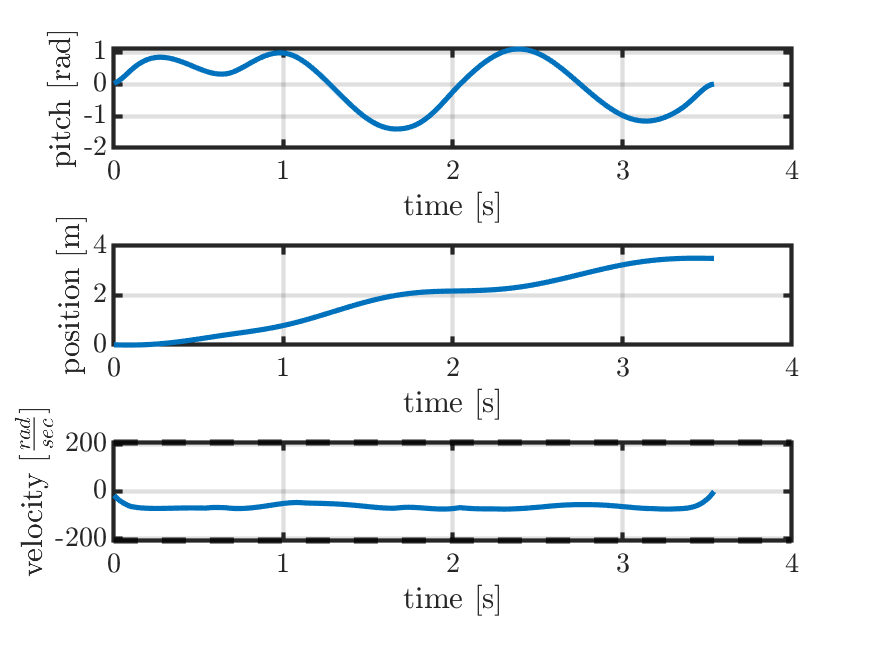 pitch [rad]
1
0
-1
-2
0 1 2 3 4
time [s]
position [m]
4
2
0
0 1 2 3 4
time [s]
velocity [rad/sec]
200
0
-200
0 1 2 3 4
time [s]